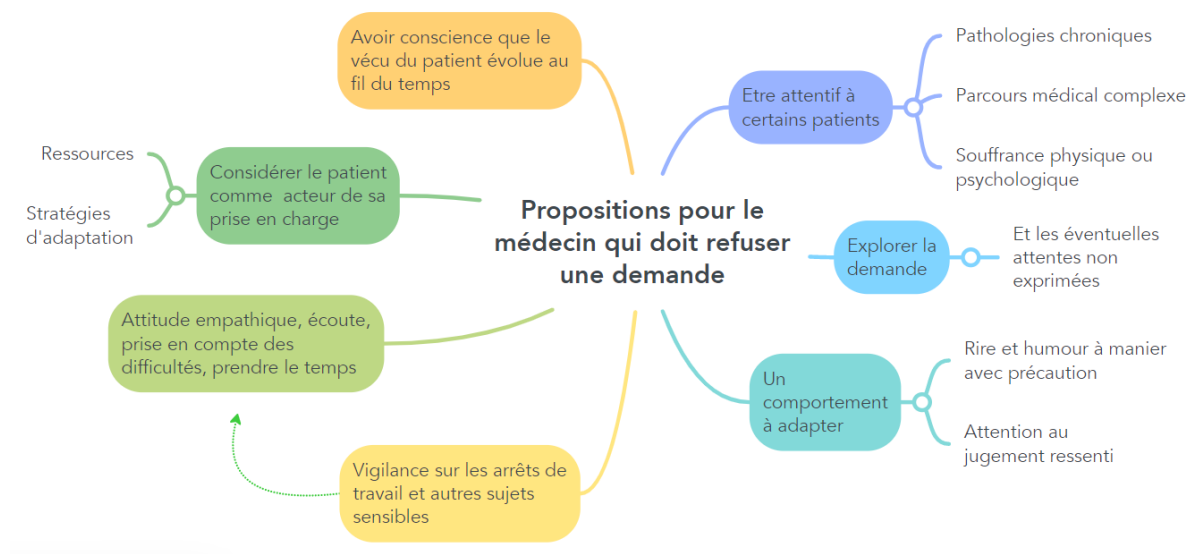 Propositions pour le
médecin qui doit refuser
une demande
Avoir conscience que le
vécu du patient évolue au
fil du temps
Etre attentif à
certains patients
Pathologies chroniques
Parcours médical complexe
Souffrance physique ou
psychologique
Explorer la
demande
Et les éventuelles
attentes non
exprimées
Un
comportement
à adapter
Rire et humour à manier
avec précaution
Attention au
jugement ressenti
Vigilance sur les arrêts de
travail et autres sujets
sensibles
Attitude empathique, écoute,
prise en compte des
difficultés, prendre le temps
Considérer le patient
comme  acteur de sa
prise en charge
Ressources
Stratégies
d'adaptation